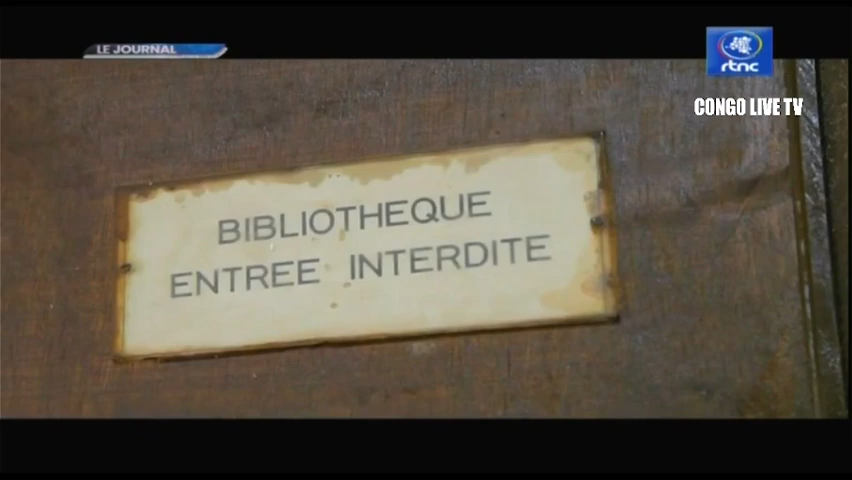 LE JOURNAL
rtnc
CONGO LIVE TV
BIBLIOTHEQUE
ENTREE INTERDITE